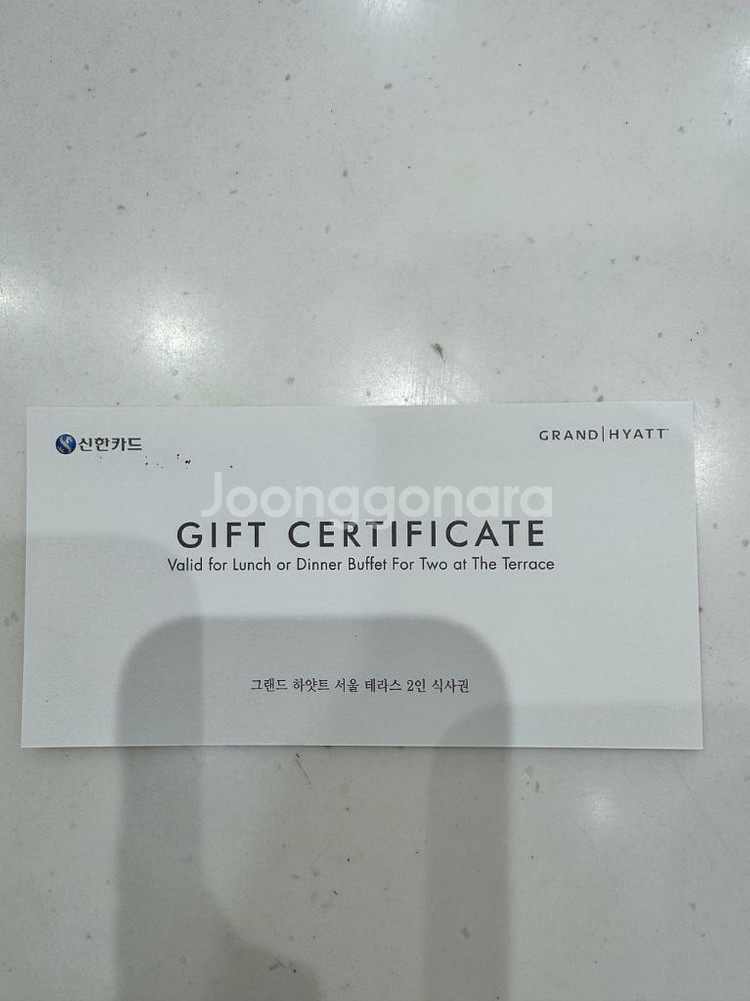 신한카드
GRAND|HYATT
Joonggonara
GIFT CERTIFICATE
Valid for Lunch or Dinner Buffet For Two at The Terrace
그랜드 하얏트 서울 테라스 2인 식사권